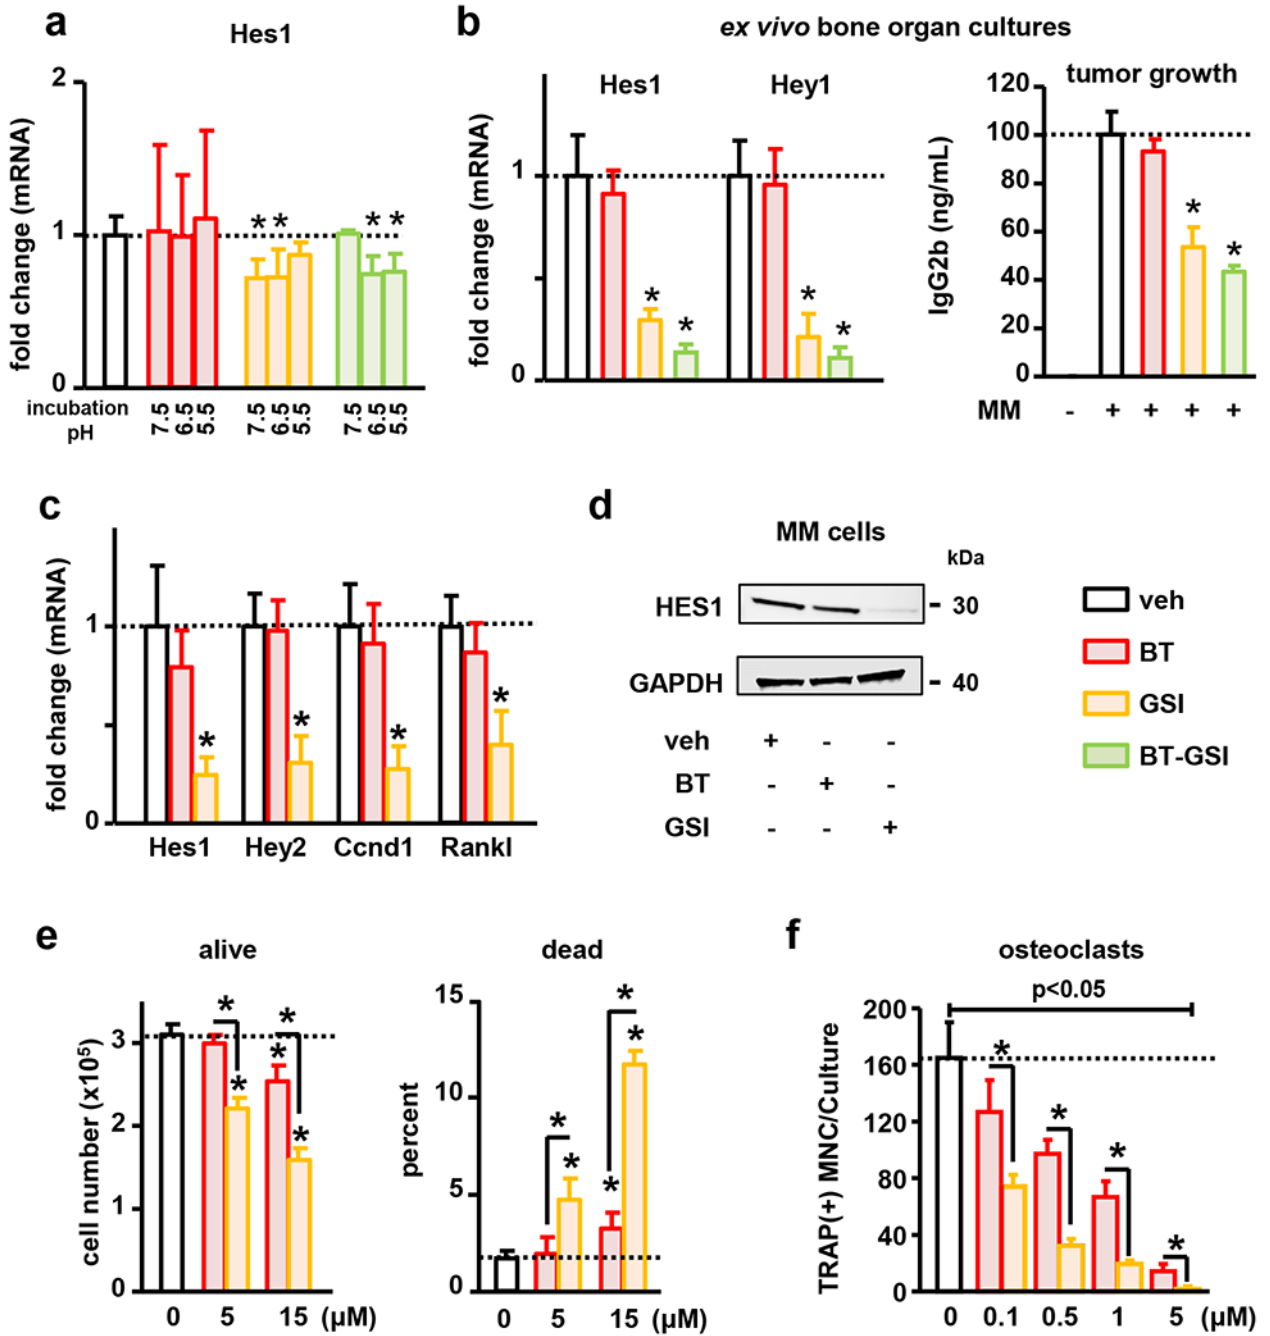 a
Hes1
fold change (mRNA)
2
1
0
* * * *
incubation pH
7.5 6.5 5.5 7.5 6.5 5.5 7.5 6.5 5.5
b
ex vivo bone organ cultures
Hes1 Hey1
fold change (mRNA)
1
0
* * * *
tumor growth
IgG2b (ng/mL)
120
100
80
60
40
20
0
* *
MM - + + + +
c
fold change (mRNA)
1
0
* * * *
Hes1 Hey2 Ccnd1 Rankl
d
MM cells
kDa
HES1 - 30
GAPDH - 40
veh + - -
BT - + -
GSI - - +
veh
BT
GSI
BT-GSI
e
alive
cell number (x10⁵)
3
2
1
0
* * * * *
0 5 15 (µM)
dead
percent
15
10
5
0
* * * * *
0 5 15 (µM)
f
osteoclasts
p<0.05
TRAP(+) MNC/Culture
200
160
120
80
40
0
* * * *
0 0.1 0.5 1 5 (µM)